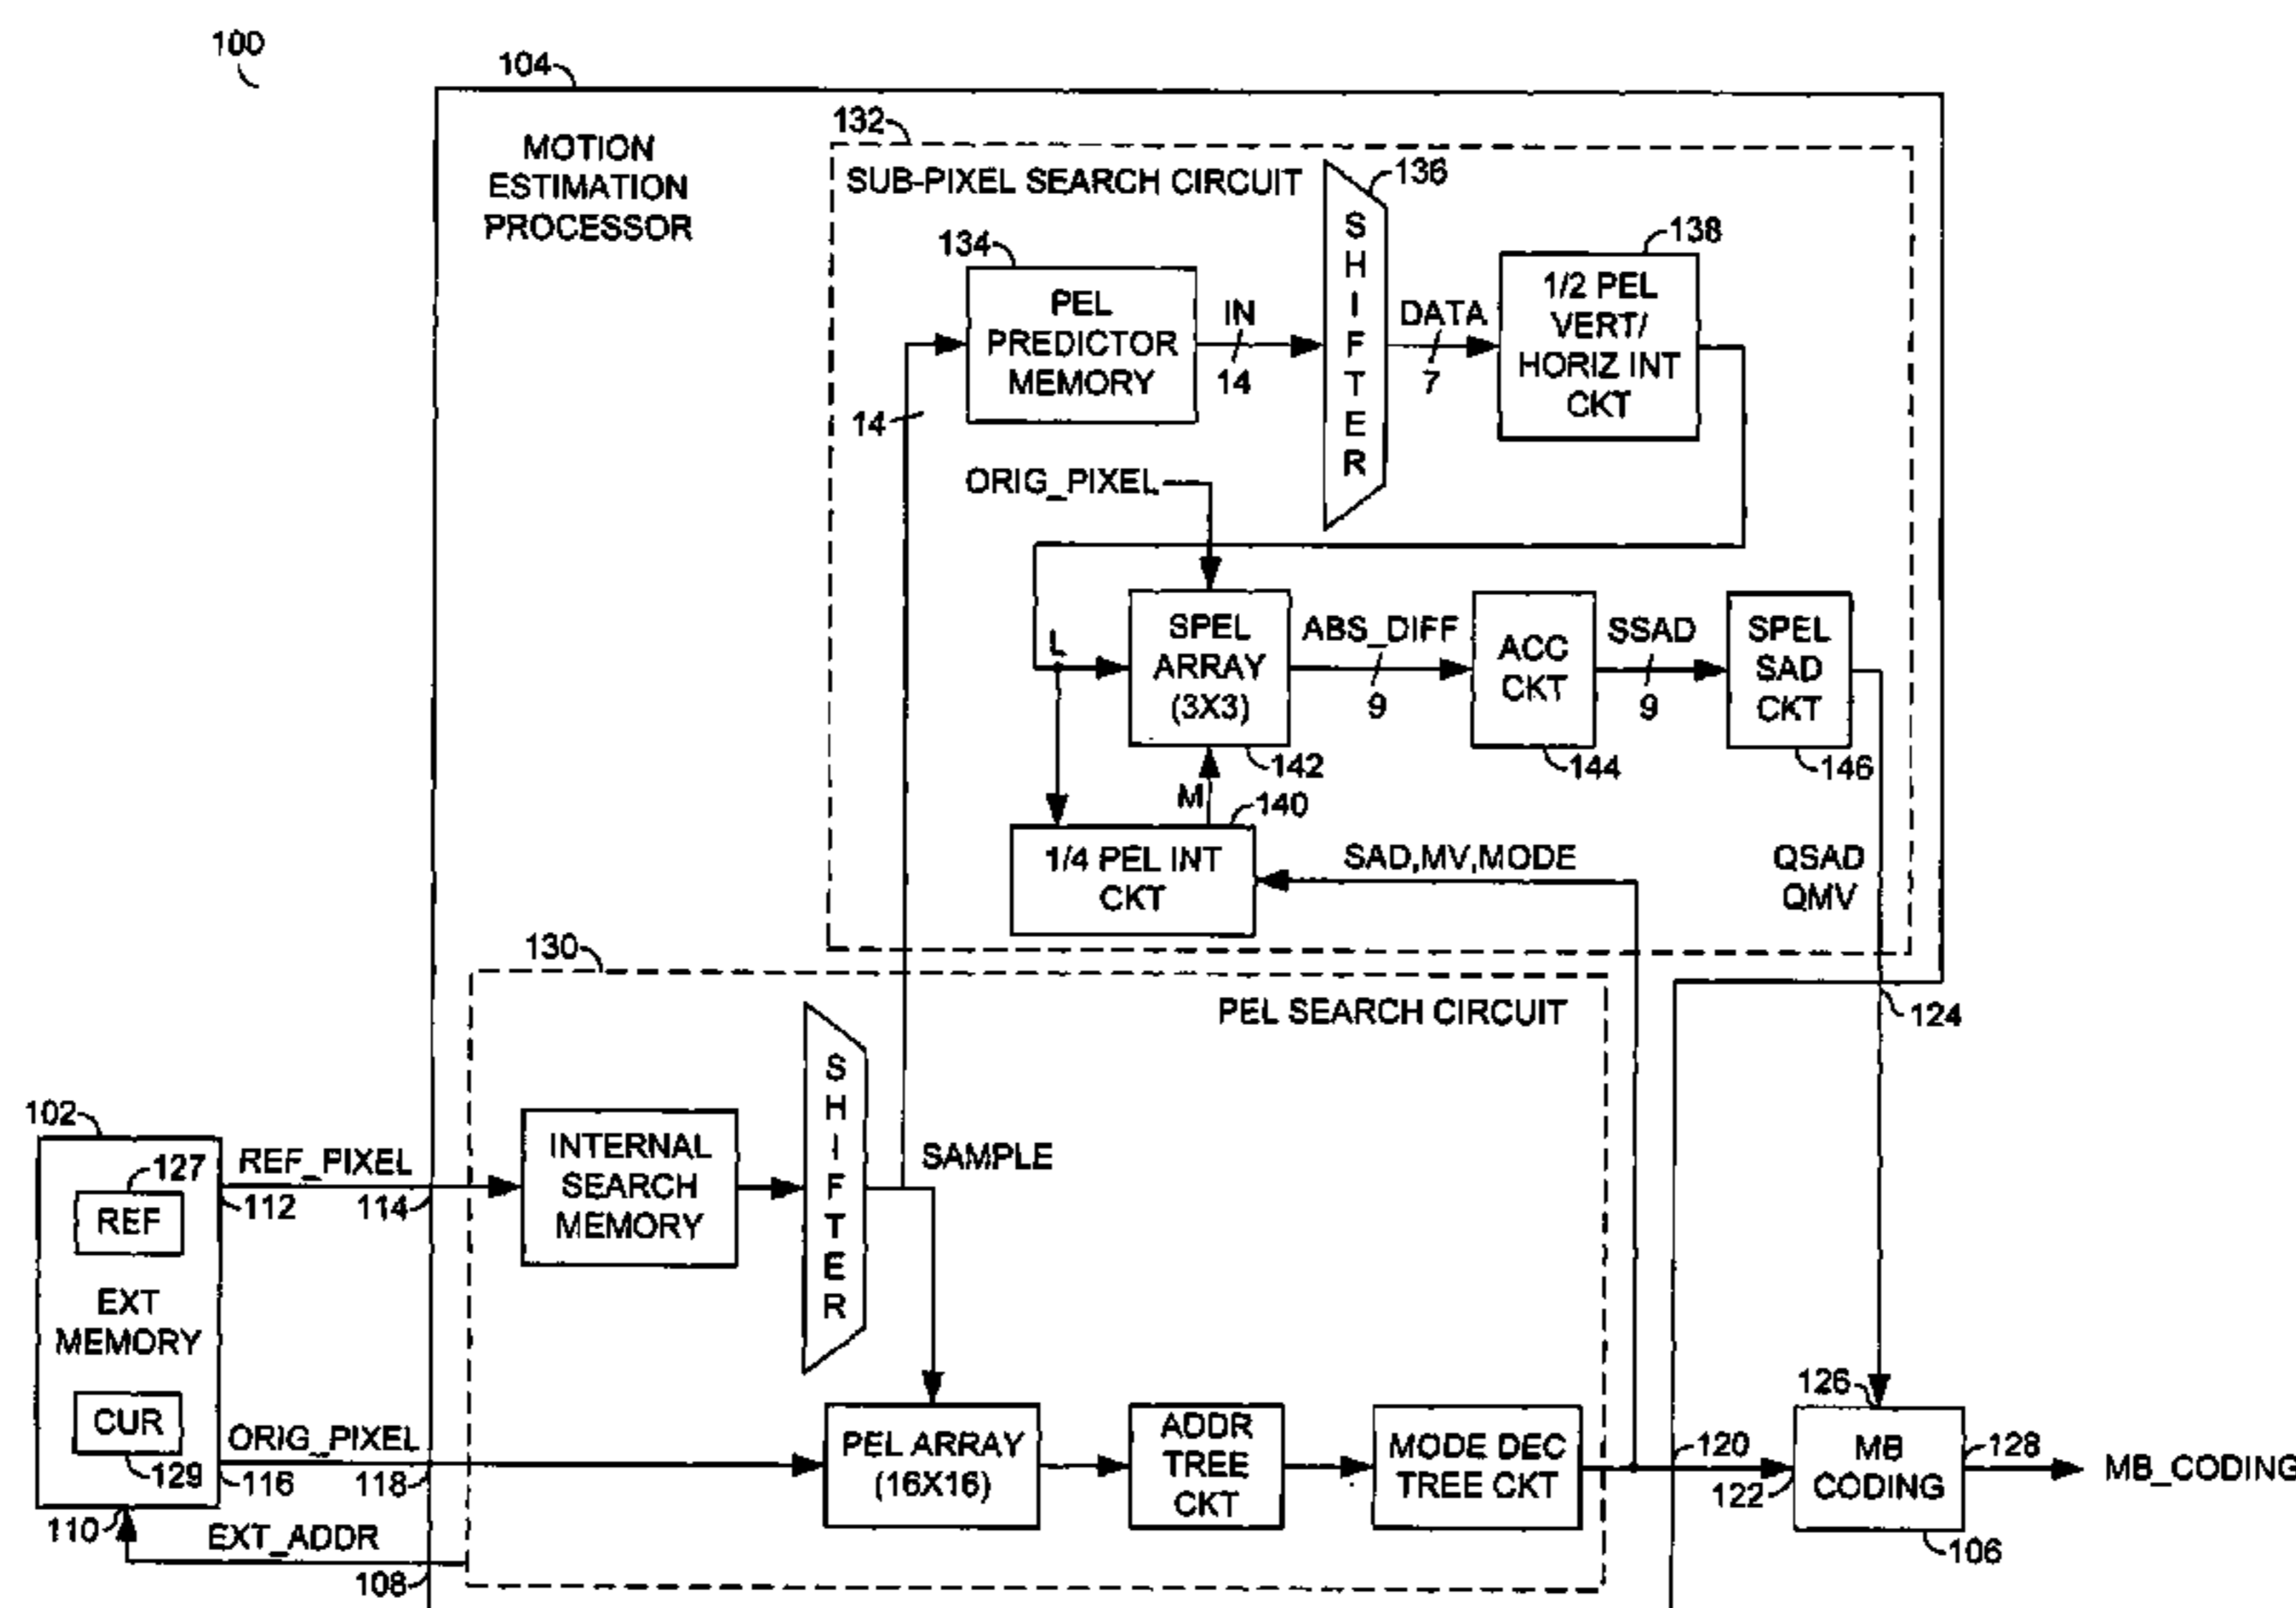 100
104
MOTION
ESTIMATION
PROCESSOR
132
SUB-PIXEL SEARCH CIRCUIT
136
SHIFTER
134
PEL
PREDICTOR
MEMORY
IN
14
DATA
7
138
1/2 PEL
VERT/
HORIZ INT
CKT
14
ORIG_PIXEL
L
SPEL
ARRAY
(3X3)
142
ABS_DIFF
9
ACC
CKT
144
SSAD
9
SPEL
SAD
CKT
146
M
140
1/4 PEL INT
CKT
SAD,MV,MODE
QSAD
QMV
124
130
PEL SEARCH CIRCUIT
102
127
REF
EXT
MEMORY
CUR
129
REF_PIXEL
112
114
INTERNAL
SEARCH
MEMORY
SHIFTER
SAMPLE
ORIG_PIXEL
116
118
110
EXT_ADDR
108
PEL ARRAY
(16X16)
ADDR
TREE
CKT
MODE DEC
TREE CKT
120
122
126
MB
CODING
128
106
MB_CODING